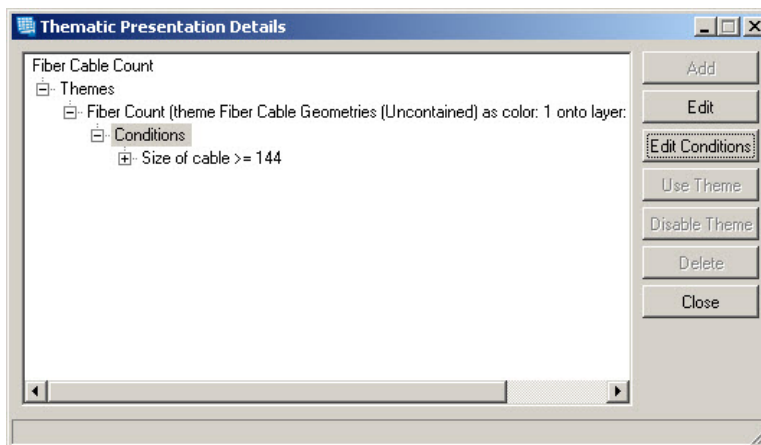 Thematic Presentation Details
Fiber Cable Count
Themes
Fiber Count (theme Fiber Cable Geometries (Uncontained) as color: 1 onto layer:
Conditions
Size of cable >= 144
Add
Edit
Edit Conditions
Use Theme
Disable Theme
Delete
Close